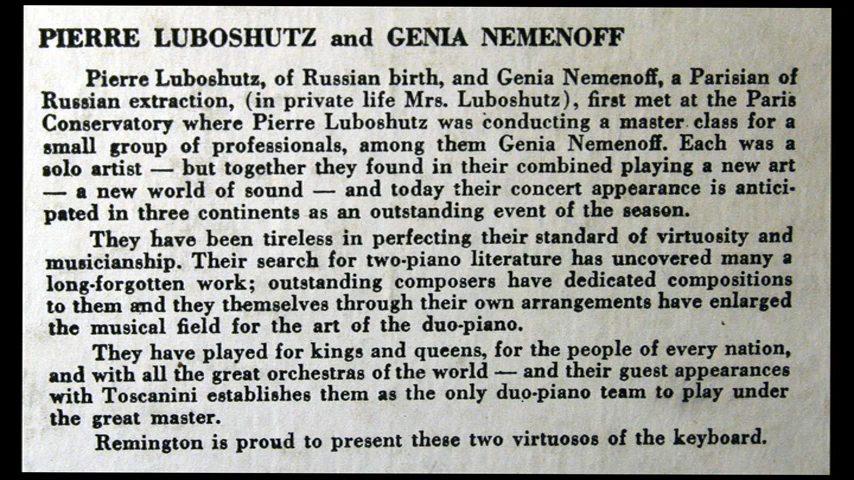 PIERRE LUBOSHUTZ and GENIA NEMENOFF
Pierre Luboshutz, of Russian birth, and Genia Nemenoff, a Parisian of
Russian extraction, (in private life Mrs. Luboshutz), first met at the Paris
Conservatory where Pierre Luboshutz was conducting a master class for a
small group of professionals, among them Genia Nemenoff. Each was a
solo artist — but together they found in their combined playing a new art
— a new world of sound — and today their concert appearance is antici-
pated in three continents as an outstanding event of the season.
They have been tireless in perfecting their standard of virtuosity and
musicianship. Their search for two-piano literature has uncovered many a
long-forgotten work; outstanding composers have dedicated compositions
to them and they themselves through their own arrangements have enlarged
the musical field for the art of the duo-piano.
They have played for kings and queens, for the people of every nation,
and with all the great orchestras of the world — and their guest appearances
with Toscanini establishes them as the only duo-piano team to play under
the great master.
Remington is proud to present these two virtuosos of the keyboard.